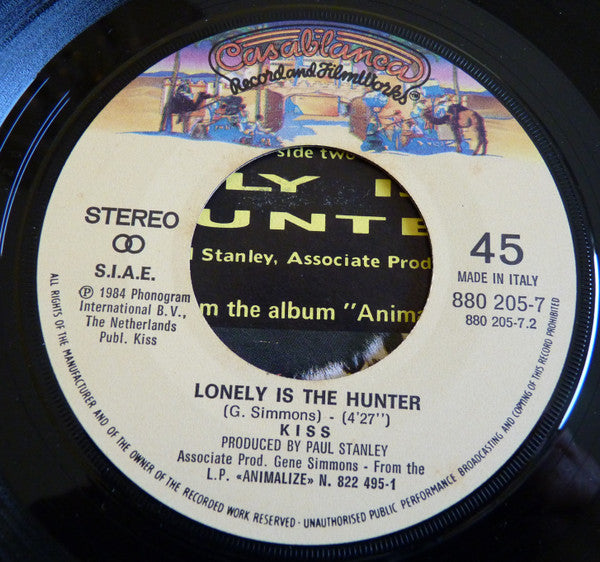 Casablanca
Record and FilmWorks
side two
LY I
UNTE
Stanley, Associate Prod
m the album "Anima
STEREO
S.I.A.E.
℗ 1984 Phonogram
International B.V.,
The Netherlands
Publ. Kiss
45
MADE IN ITALY
880 205-7
880 205-7.2
LONELY IS THE HUNTER
(G. Simmons) - (4'27'')
KISS
PRODUCED BY PAUL STANLEY
Associate Prod. Gene Simmons - From the
L.P. «ANIMALIZE» N. 822 495-1
ALL RIGHTS OF THE MANUFACTURER AND OF THE OWNER OF THE RECORDED WORK RESERVED - UNAUTHORISED PUBLIC PERFORMANCE BROADCASTING AND COPYING OF THIS RECORD PROHIBITED